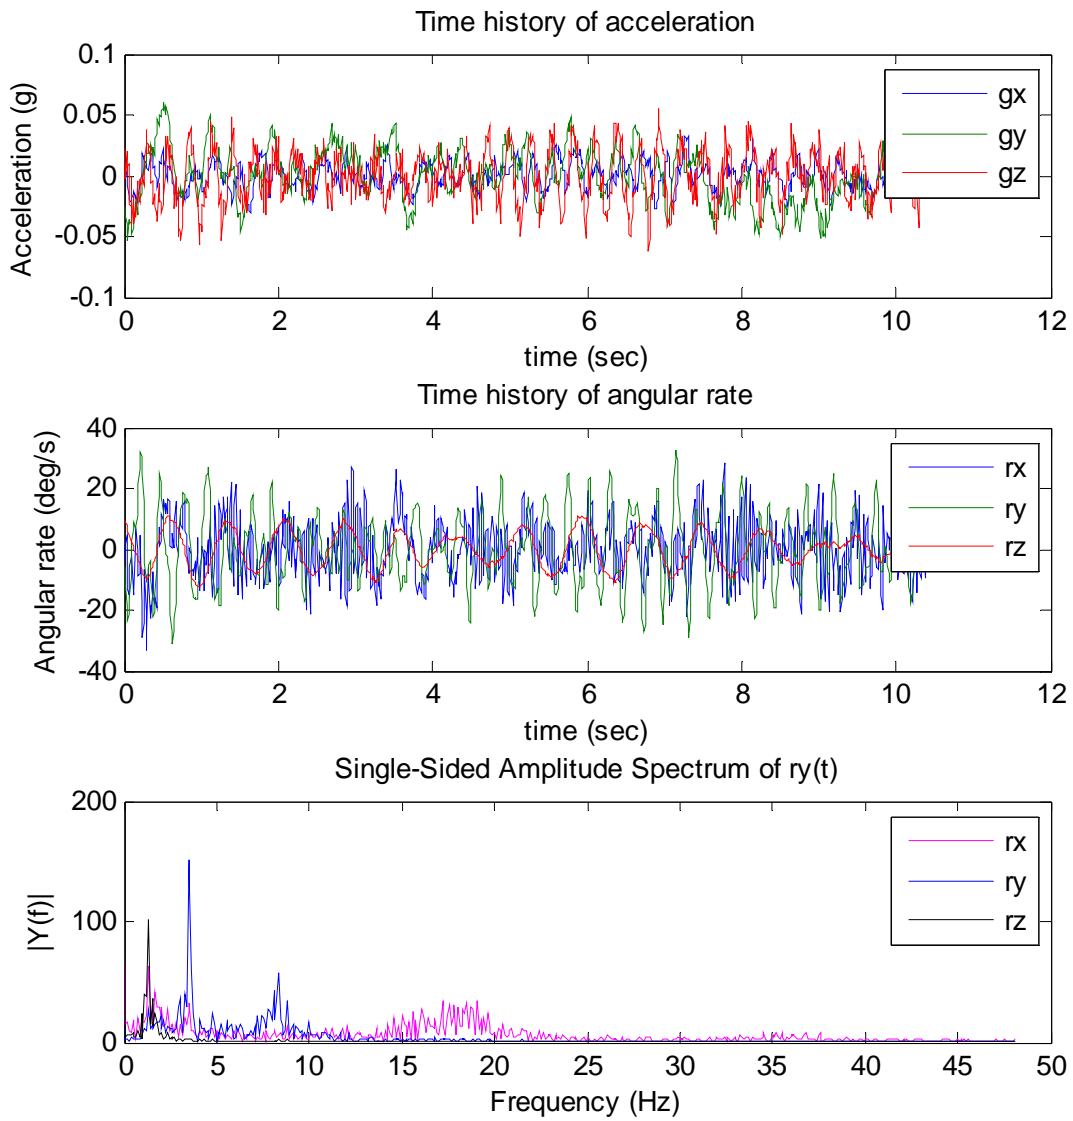 Time history of acceleration
0.1
0.05
0
-0.05
-0.1
Acceleration (g)
gx
gy
gz
0 2 4 6 8 10 12
time (sec)
Time history of angular rate
40
20
0
-20
-40
Angular rate (deg/s)
rx
ry
rz
0 2 4 6 8 10 12
time (sec)
Single-Sided Amplitude Spectrum of ry(t)
200
100
0
|Y(f)|
rx
ry
rz
0 5 10 15 20 25 30 35 40 45 50
Frequency (Hz)